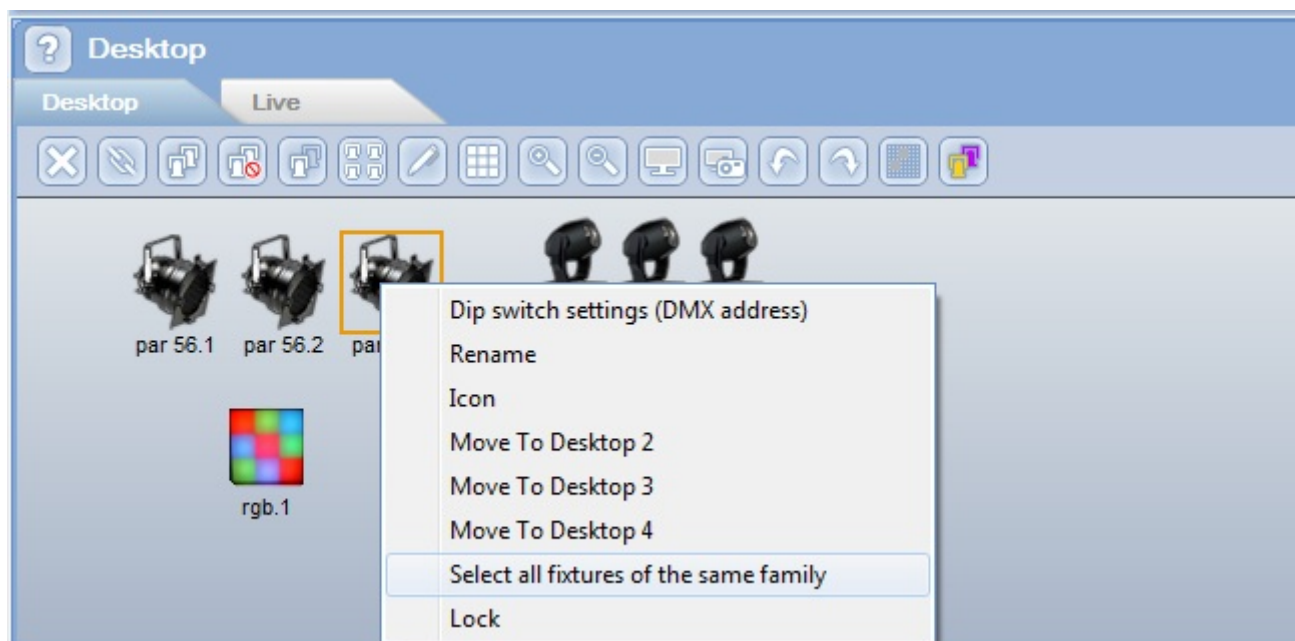 Desktop
Desktop Live
par 56.1 par 56.2 pa
rgb.1
Dip switch settings (DMX address)
Rename
Icon
Move To Desktop 2
Move To Desktop 3
Move To Desktop 4
Select all fixtures of the same family
Lock